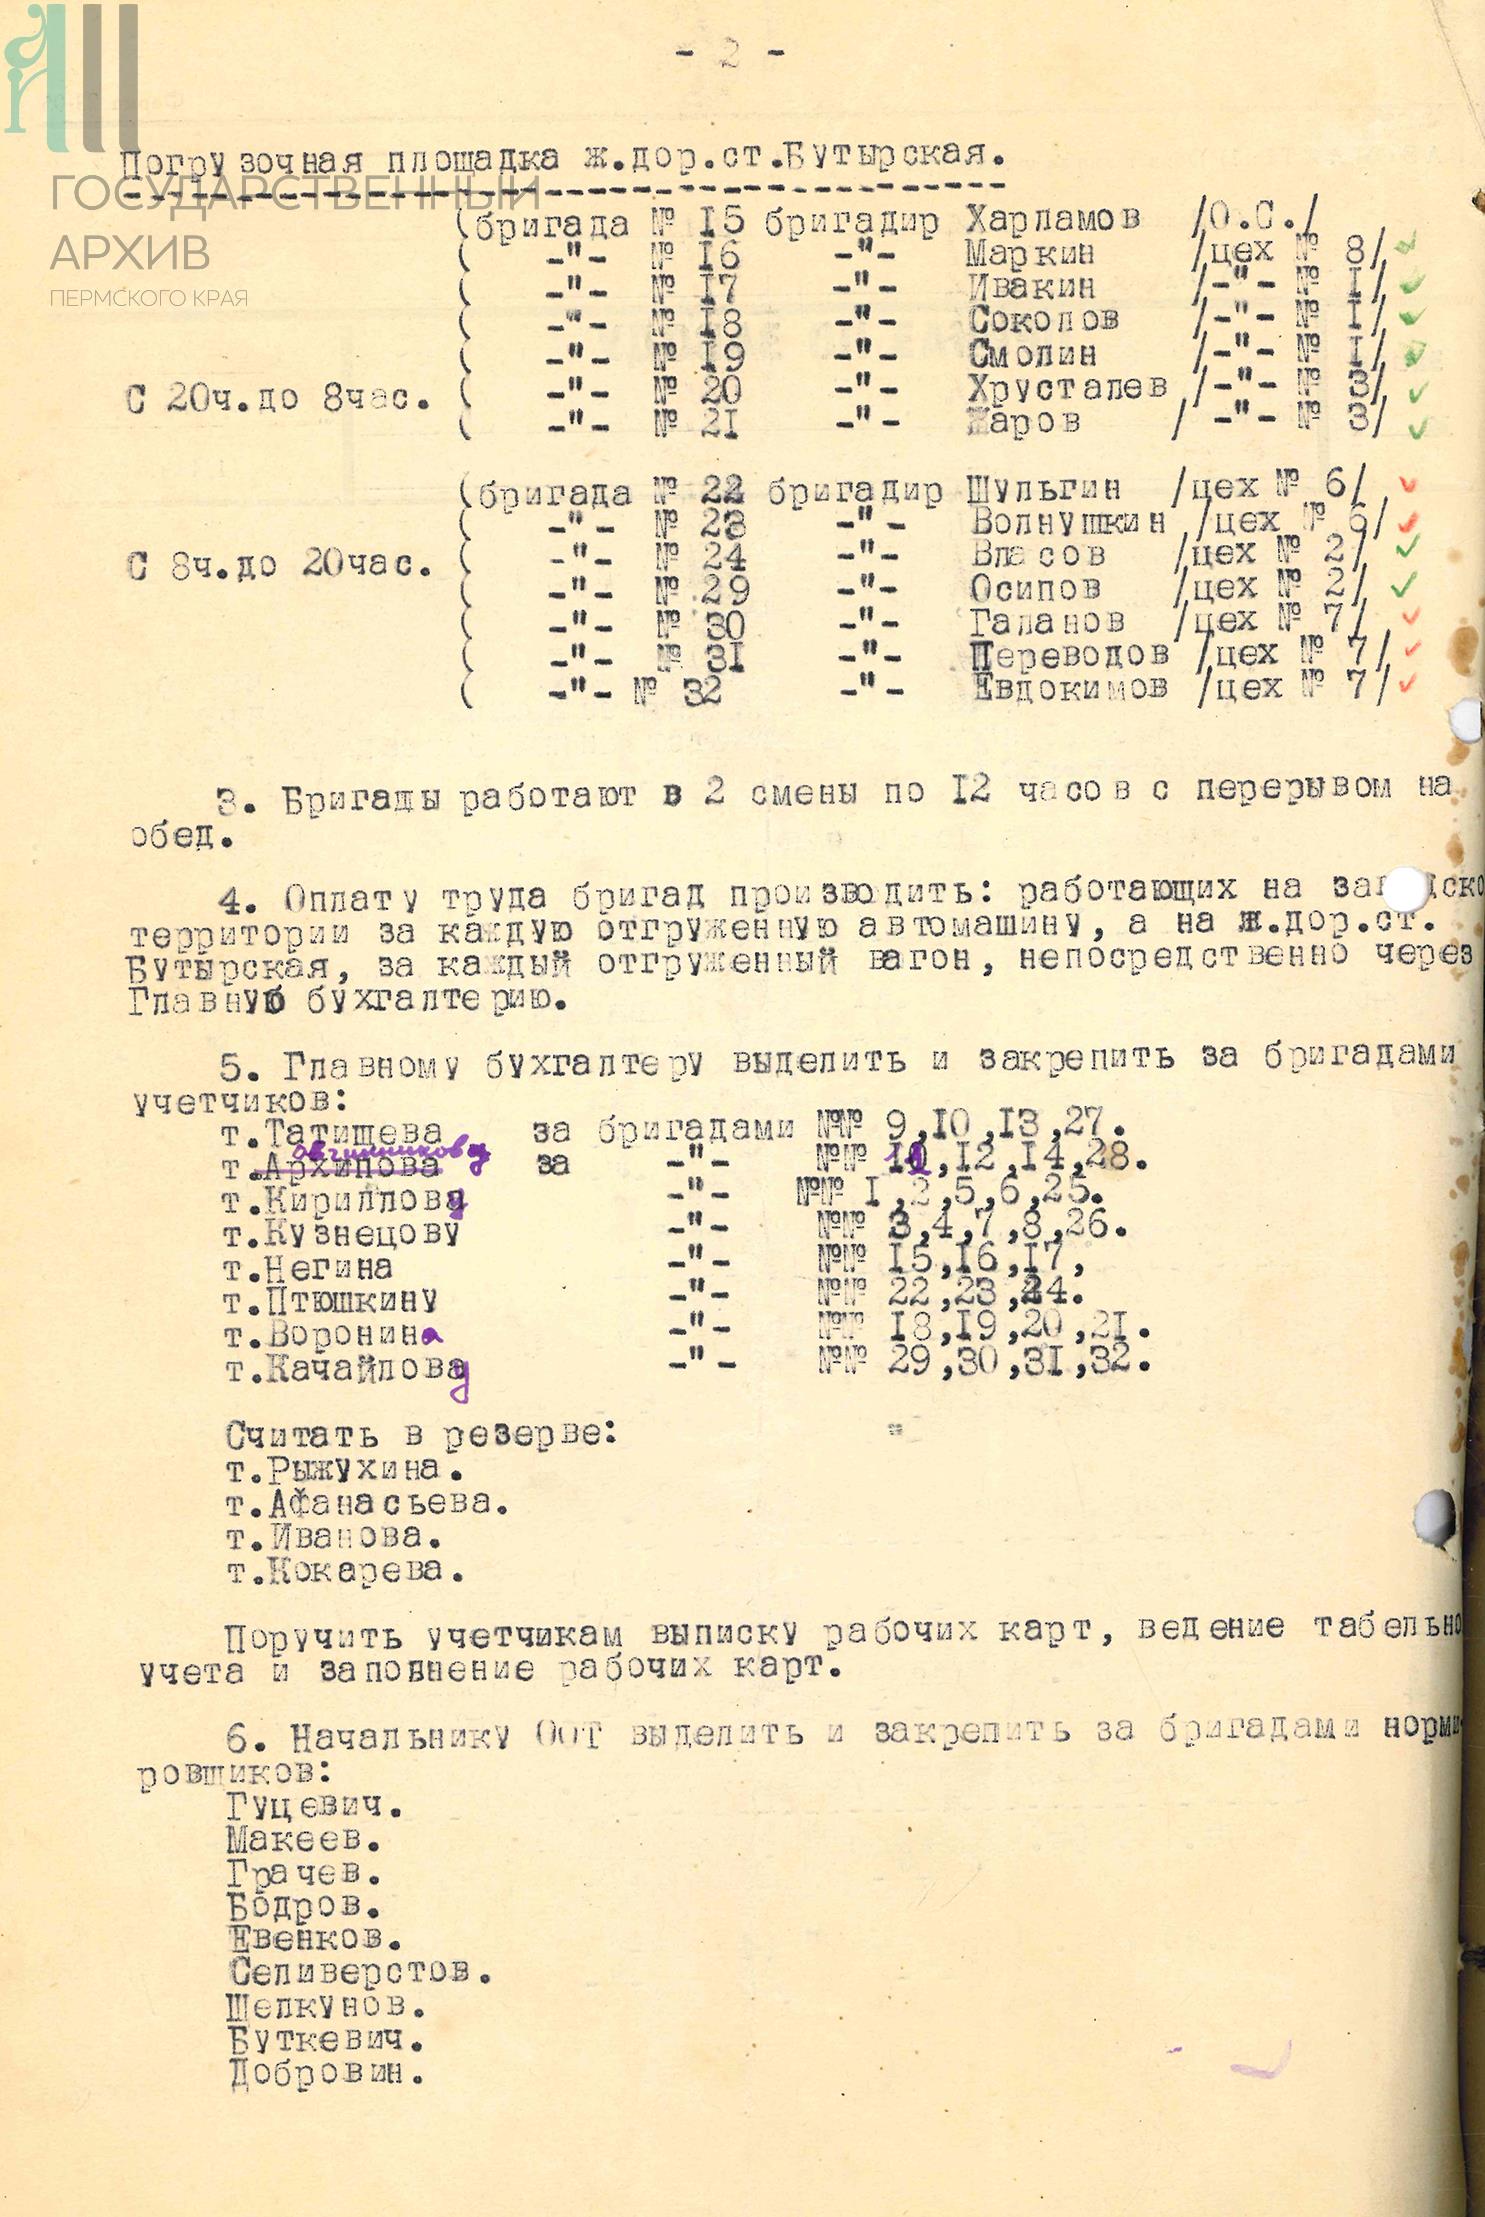 - 2 -
Погрузочная площадка ж.дор.ст.Бутырская.
ГОСУДАРСТВЕННЫЙ
АРХИВ
ПЕРМСКОГО КРАЯ
(бригада № 15 бригадир Харламов /О.С./
( -"- № 16 -"- Маркин /цех № 8/
( -"- № 17 -"- Ивакин /-"- № 1/
( -"- № 18 -"- Соколов /-"- № 1/
( -"- № 19 -"- Смолин /-"- № 1/
С 20ч.до 8час. ( -"- № 20 -"- Хрусталев /-"- № 3/
( -"- № 21 -"- Жаров / -"- № 3/
(бригада № 22 бригадир Шульгин /цех № 6/
( -"- № 23 -"- Волнушкин /цех № 6/
С 8ч.до 20час. ( -"- № 24 -"- Власов /цех № 2/
( -"- № 29 -"- Осипов /цех № 2/
( -"- № 30 -"- Галанов /цех № 7/
( -"- № 31 -"- Переводов /цех № 7/
( -"- № 32 -"- Евдокимов /цех № 7/
3. Бригады работают в 2 смены по 12 часов с перерывом на
обед.
4. Оплату труда бригад производить: работающих на
территории за каждую отгруженную автомашину, а на ж.дор.ст.
Бутырская, за каждый отгруженный вагон, непосредственно через
Главную бухгалтерию.
5. Главному бухгалтеру выделить и закрепить за бригадами
учетчиков:
т.Татищева за бригадами №№ 9,10,13,27.
овчинникову
т.Архипова за -"- №№ 11,12,14,28.
т.Кириллову -"- №№ 1,2,5,6,25.
т.Кузнецову -"- №№ 3,4,7,8,26.
т.Негина -"- №№ 15,16,17,
т.Птюшкину -"- №№ 22,23,24.
т.Воронина -"- №№ 18,19,20,21.
т.Качайлову -"- №№ 29,30,31,32.
Считать в резерве:
т.Рыжухина.
т.Афанасьева.
т.Иванова.
т.Кокарева.
Поручить учетчикам выписку рабочих карт, ведение табельно
учета и заполнение рабочих карт.
6. Начальнику ООТ выделить и закрепить за бригадами норми-
ровщиков:
Гуцевич.
Макеев.
Грачев.
Бодров.
Евенков.
Селиверстов.
Шелкунов.
Буткевич.
Добровин.